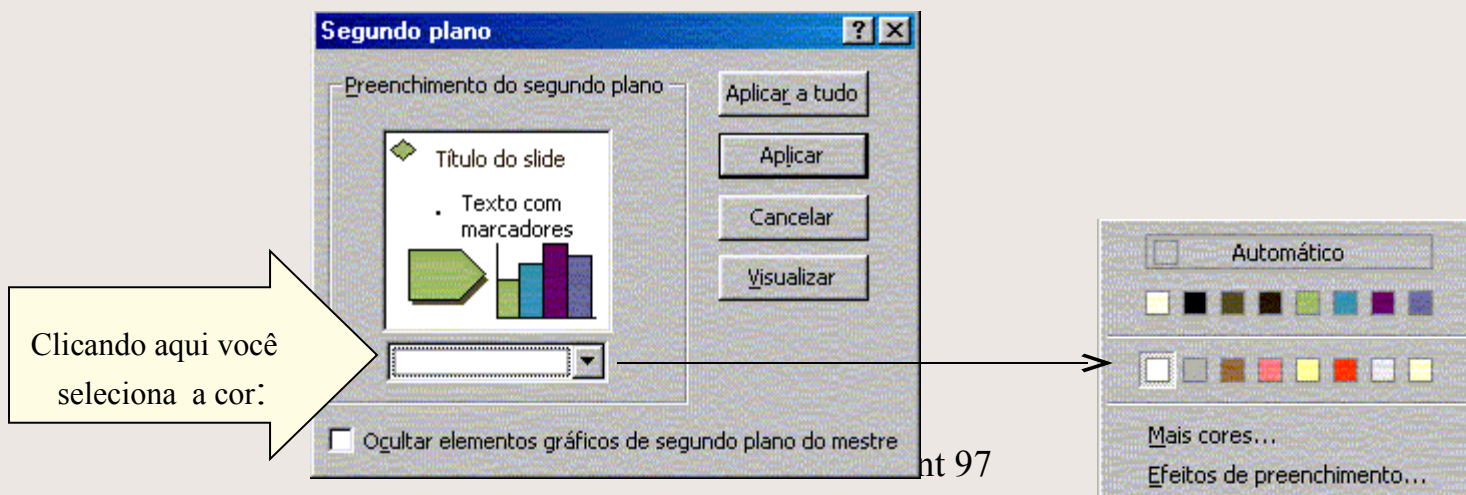 Segundo plano
Preenchimento do segundo plano
Título do slide
Texto com
marcadores
Aplicar a tudo
Aplicar
Cancelar
Visualizar
Clicando aqui você
seleciona a cor:
Ocultar elementos gráficos de segundo plano do mestre
97
Automático
Mais cores...
Efeitos de preenchimento...